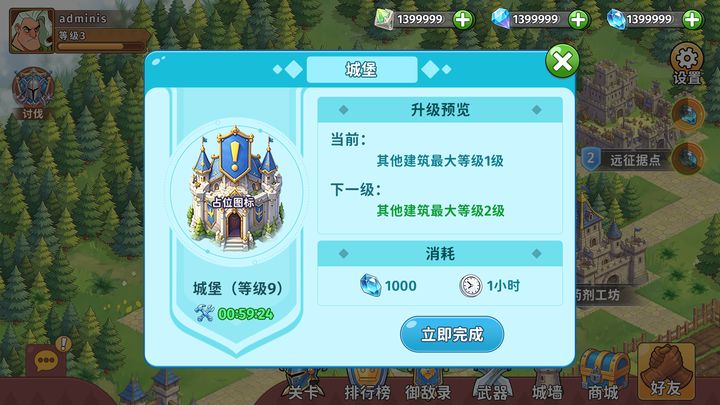 adminis
等级3
1399999
1399999
1399999
城堡
设置
讨伐
升级预览
当前：
其他建筑最大等级1级
下一级：
其他建筑最大等级2级
占位图标
2
远征据点
消耗
1000
1小时
城堡（等级9）
00:59:24
药剂工坊
立即完成
关卡
排行榜
御敌录
武器
城墙
商城
好友